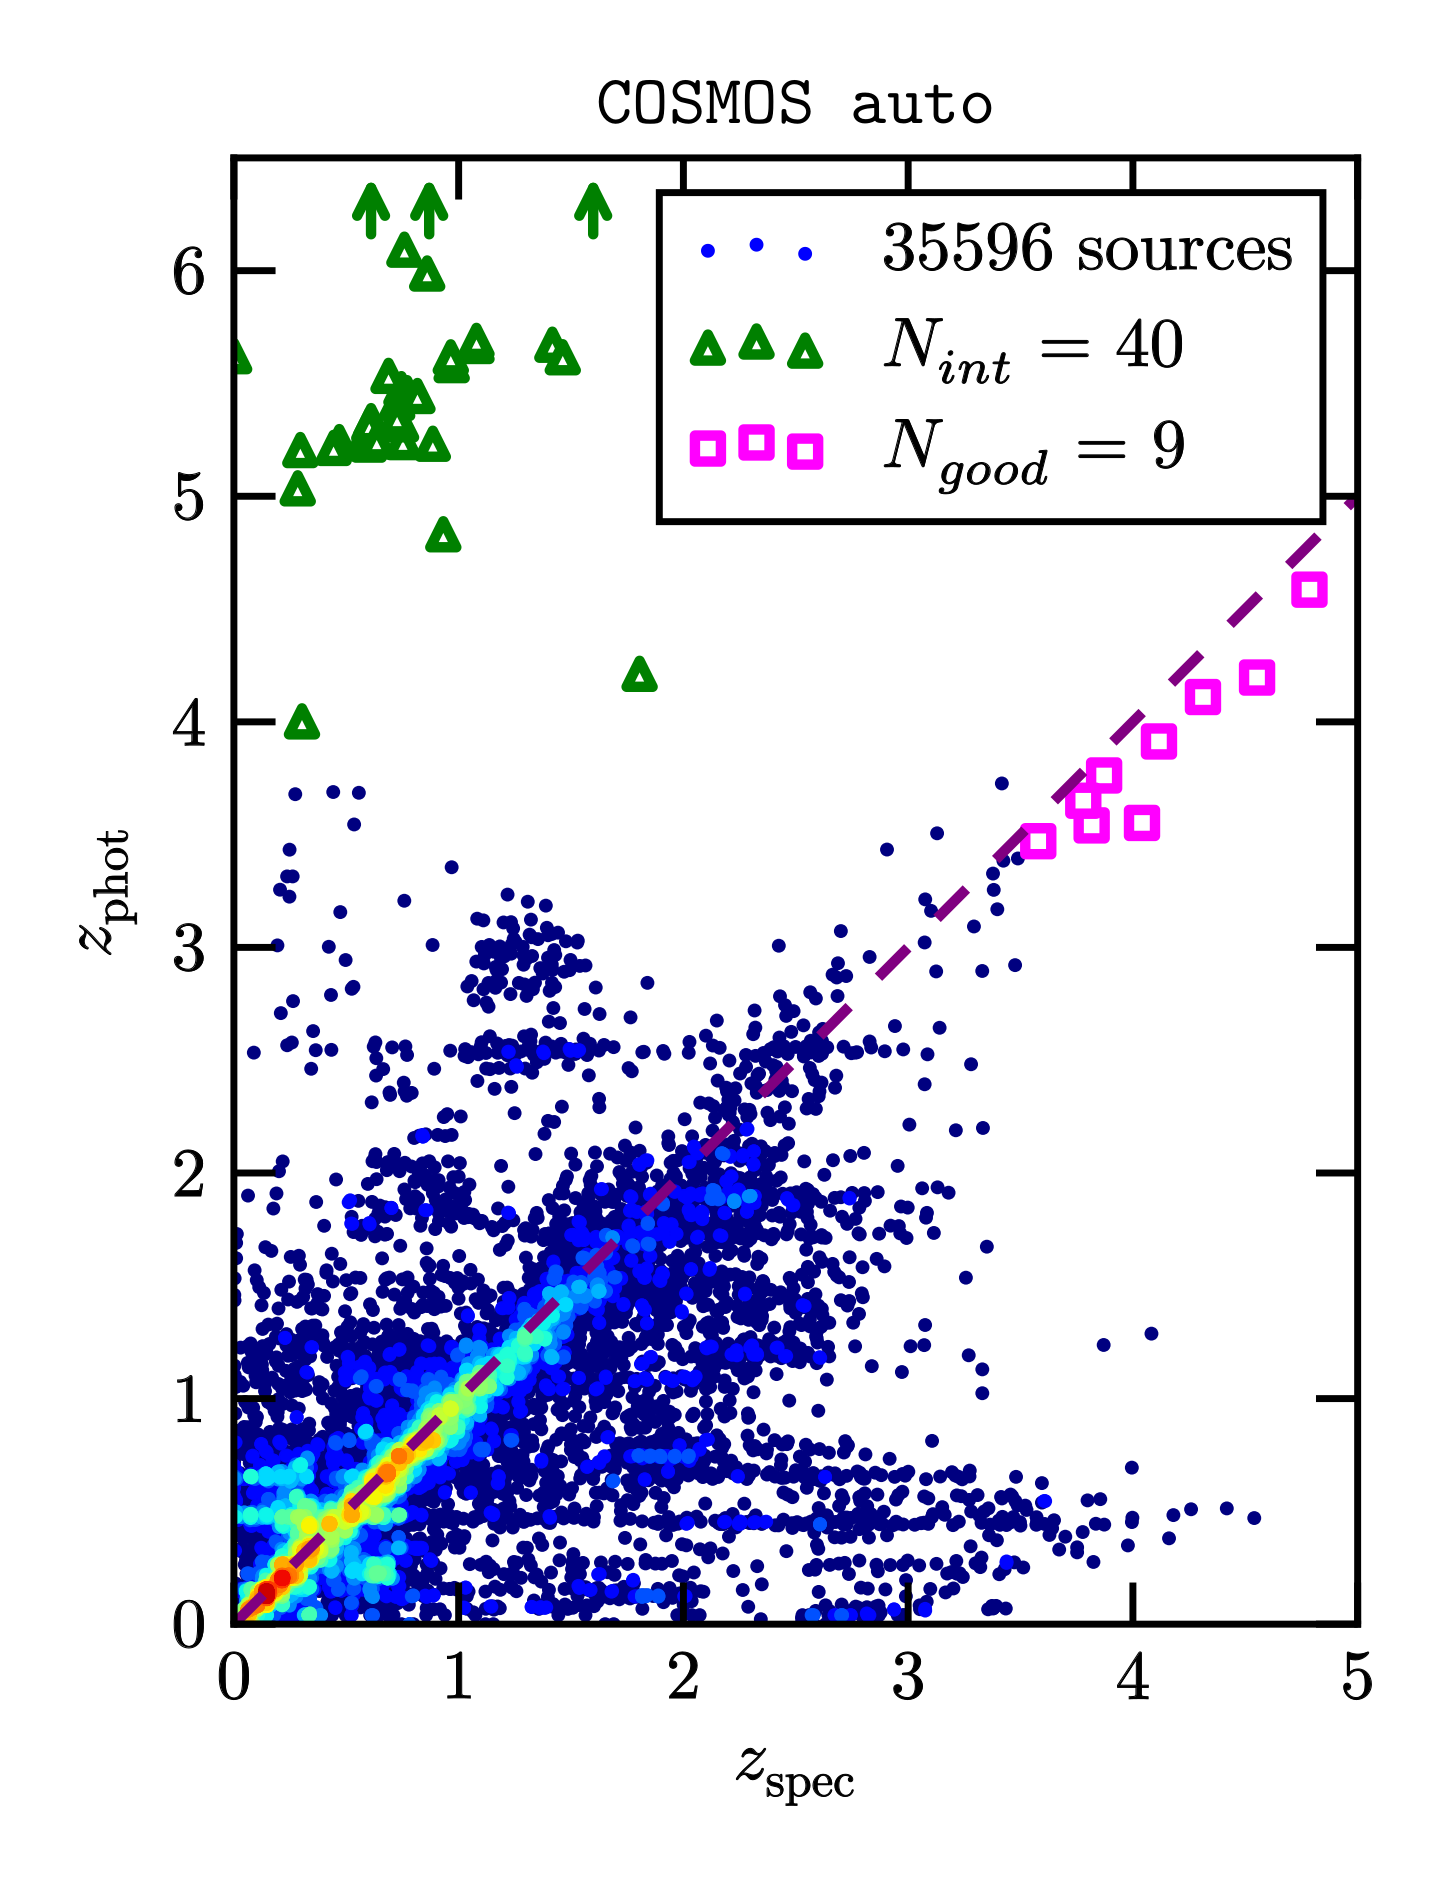 COSMOS auto
35596 sources
N_int = 40
N_good = 9
6
5
4
3
2
1
0
z_phot
0 1 2 3 4 5
z_spec